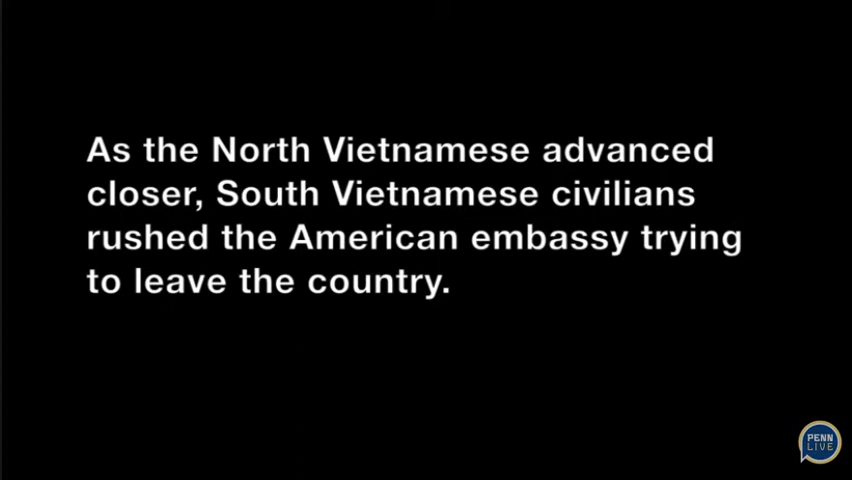 As the North Vietnamese advanced
closer, South Vietnamese civilians
rushed the American embassy trying
to leave the country.
PENN
LIVE